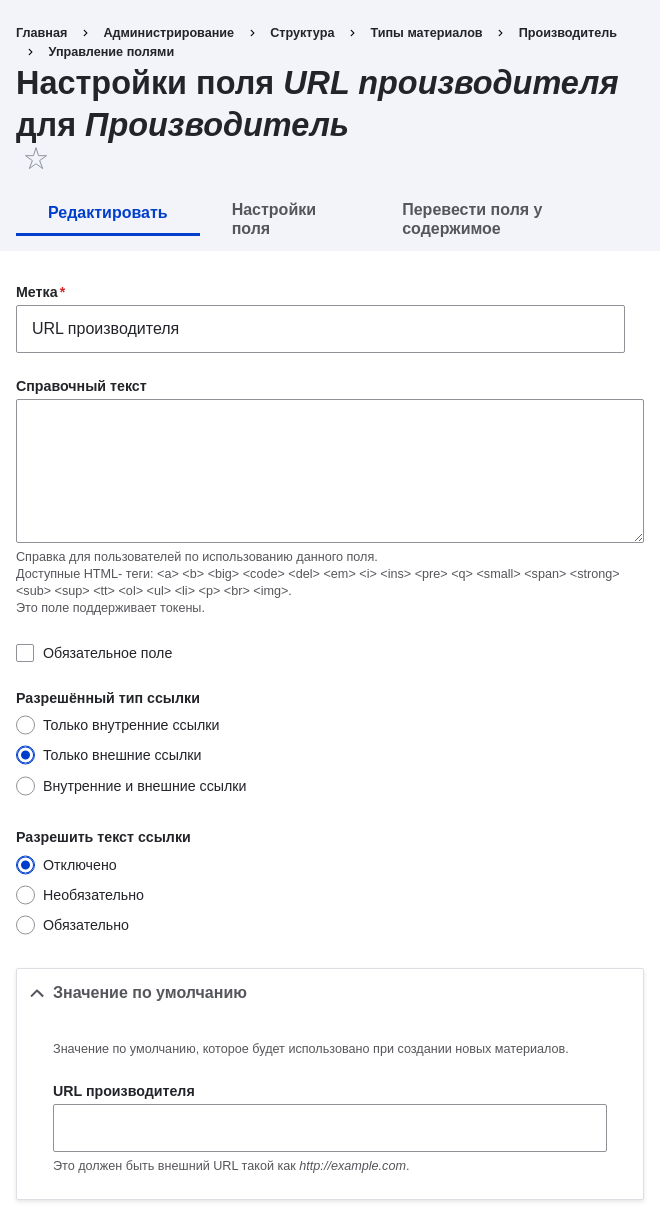 Главная > Администрирование > Структура > Типы материалов > Производитель
> Управление полями
Настройки поля URL производителя
для Производитель
Редактировать
Настройки
поля
Перевести поля у
содержимое
Метка*
URL производителя
Справочный текст
Справка для пользователей по использованию данного поля.
Доступные HTML- теги: <a> <b> <big> <code> <del> <em> <i> <ins> <pre> <q> <small> <span> <strong>
<sub> <sup> <tt> <ol> <ul> <li> <p> <br> <img>.
Это поле поддерживает токены.
Обязательное поле
Разрешённый тип ссылки
Только внутренние ссылки
Только внешние ссылки
Внутренние и внешние ссылки
Разрешить текст ссылки
Отключено
Необязательно
Обязательно
Значение по умолчанию
Значение по умолчанию, которое будет использовано при создании новых материалов.
URL производителя
Это должен быть внешний URL такой как http://example.com.